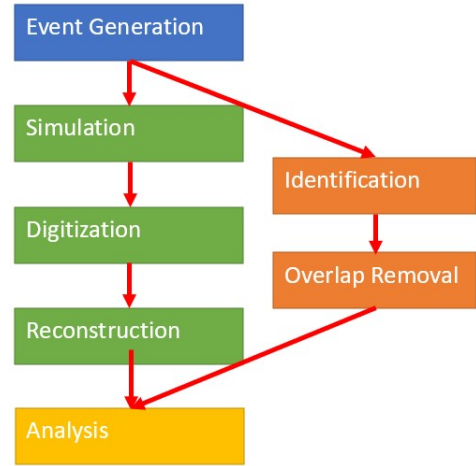 Event Generation
Simulation
Identification
Digitization
Overlap Removal
Reconstruction
Analysis